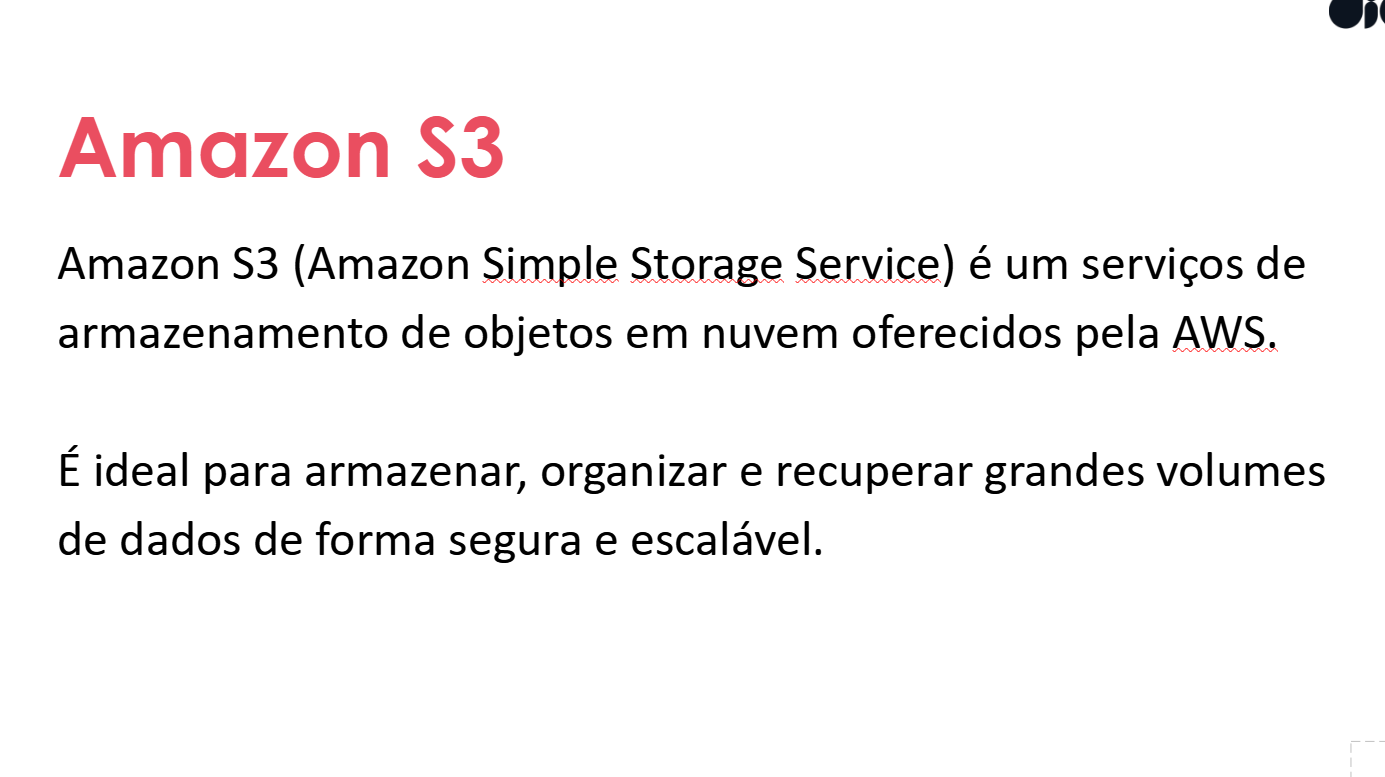 Amazon S3
Amazon S3 (Amazon Simple Storage Service) é um serviços de
armazenamento de objetos em nuvem oferecidos pela AWS.
É ideal para armazenar, organizar e recuperar grandes volumes
de dados de forma segura e escalável.